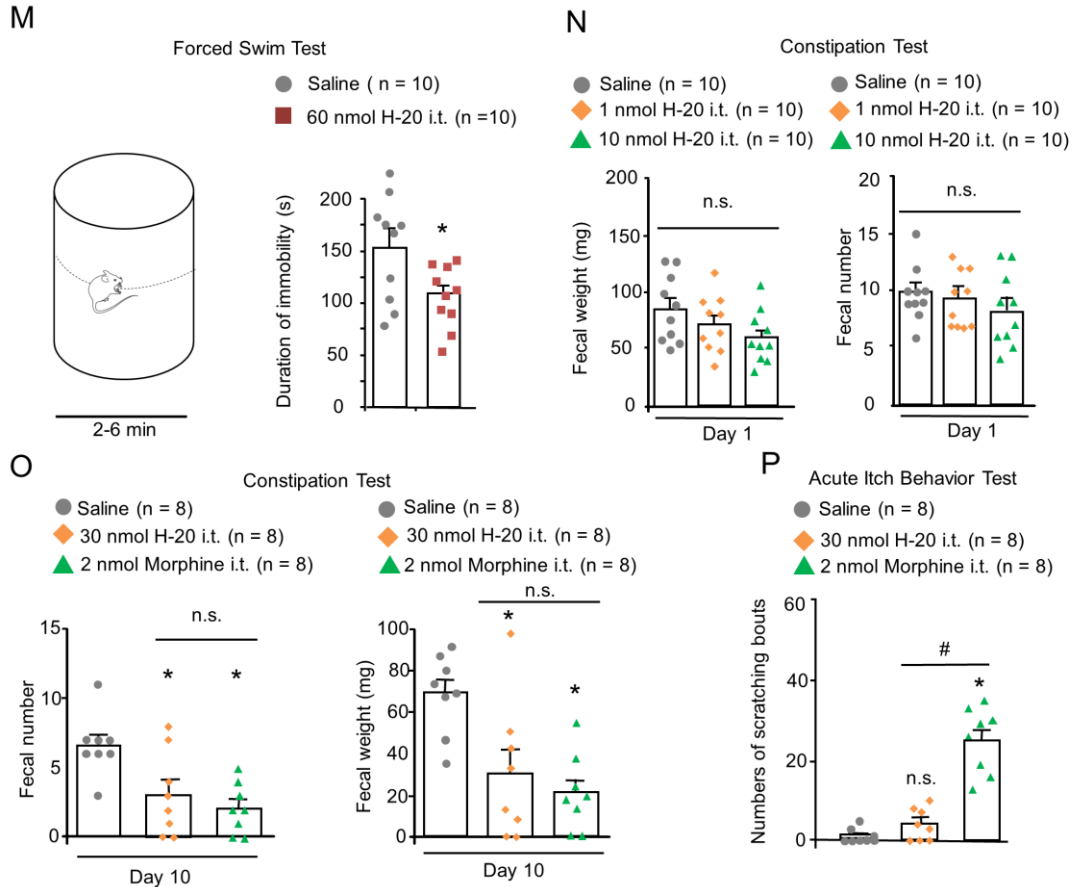 M
Forced Swim Test
Saline ( n = 10)
60 nmol H-20 i.t. (n =10)
Duration of immobility (s)
200
150
100
50
0
*
2-6 min
N
Constipation Test
Saline (n = 10)
1 nmol H-20 i.t. (n = 10)
10 nmol H-20 i.t. (n = 10)
Fecal weight (mg)
200
150
100
50
0
n.s.
Day 1
Saline (n = 10)
1 nmol H-20 i.t. (n = 10)
10 nmol H-20 i.t. (n = 10)
Fecal number
20
15
10
5
0
n.s.
Day 1
O
Constipation Test
Saline (n = 8)
30 nmol H-20 i.t. (n = 8)
2 nmol Morphine i.t. (n = 8)
Fecal number
15
10
5
0
n.s.
*
*
Day 10
Saline (n = 8)
30 nmol H-20 i.t. (n = 8)
2 nmol Morphine i.t. (n = 8)
Fecal weight (mg)
100
80
60
40
20
0
n.s.
*
*
Day 10
P
Acute Itch Behavior Test
Saline (n = 8)
30 nmol H-20 i.t. (n = 8)
2 nmol Morphine i.t. (n = 8)
Numbers of scratching bouts
60
40
20
0
#
*
n.s.